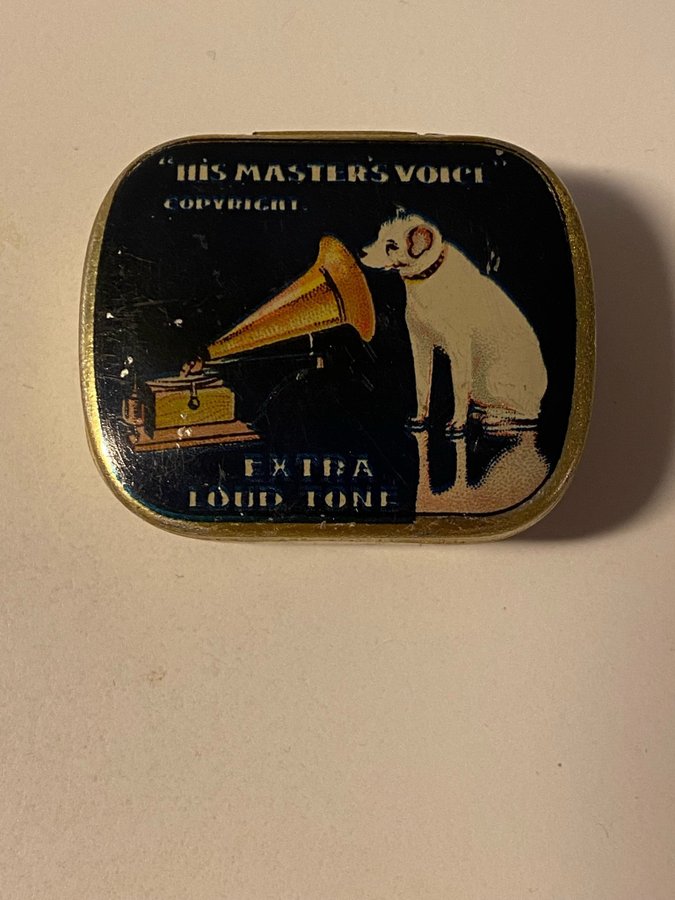 "HIS MASTER'S VOICE"
COPYRIGHT.
EXTRA
LOUD TONE